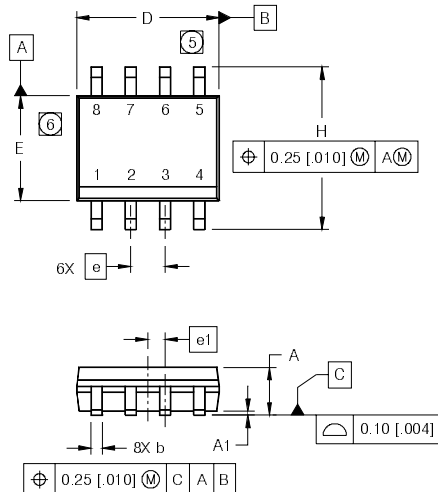 D
B
5
A
8 7 6 5
6
E
H
0.25 [.010] Ⓜ A Ⓜ
1 2 3 4
6X e
e1
A
C
8X b
A1
0.10 [.004]
0.25 [.010] Ⓜ C A B